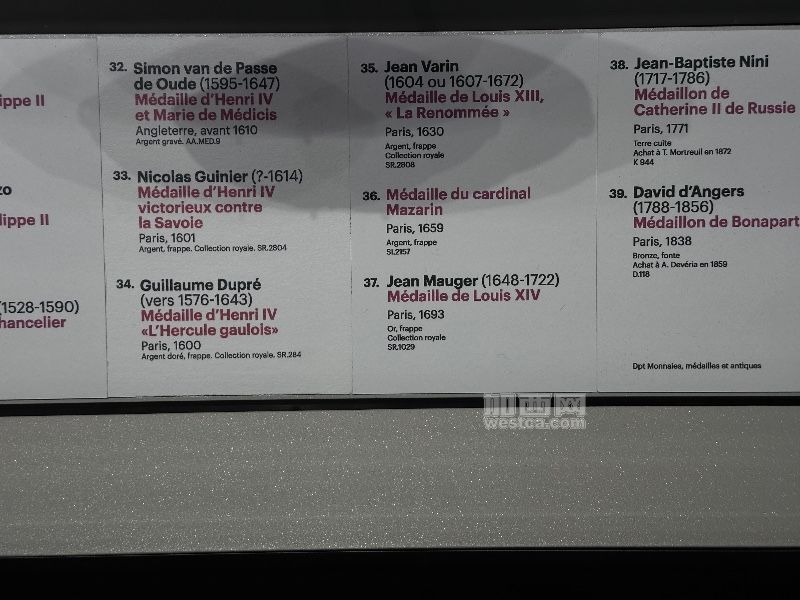 ippe II
zo
lippe II
(1528-1590)
hancelier
32. Simon van de Passe
de Oude (1595-1647)
Médaille d'Henri IV
et Marie de Médicis
Angleterre, avant 1610
Argent gravé. AA.MED.9
33. Nicolas Guinier (?-1614)
Médaille d'Henri IV
victorieux contre
la Savoie
Paris, 1601
Argent, frappe. Collection royale. SR.2804
34. Guillaume Dupré
(vers 1576-1643)
Médaille d'Henri IV
«L'Hercule gaulois»
Paris, 1600
Argent doré, frappe. Collection royale. SR.284
35. Jean Varin
(1604 ou 1607-1672)
Médaille de Louis XIII,
« La Renommée »
Paris, 1630
Argent, frappe
Collection royale
SR.2808
36. Médaille du cardinal
Mazarin
Paris, 1659
Argent, frappe
SL2157
37. Jean Mauger (1648-1722)
Médaille de Louis XIV
Paris, 1693
Or, frappe
Collection royale
SR.1029
38. Jean-Baptiste Nini
(1717-1786)
Médaillon de
Catherine II de Russie
Paris, 1771
Terre cuite
Achat à T. Mortreuil en 1872
K 944
39. David d'Angers
(1788-1856)
Médaillon de Bonapart
Paris, 1838
Bronze, fonte
Achat à A. Devéria en 1859
D.118
Dpt Monnaies, médailles et antiques
加西网
westca.com